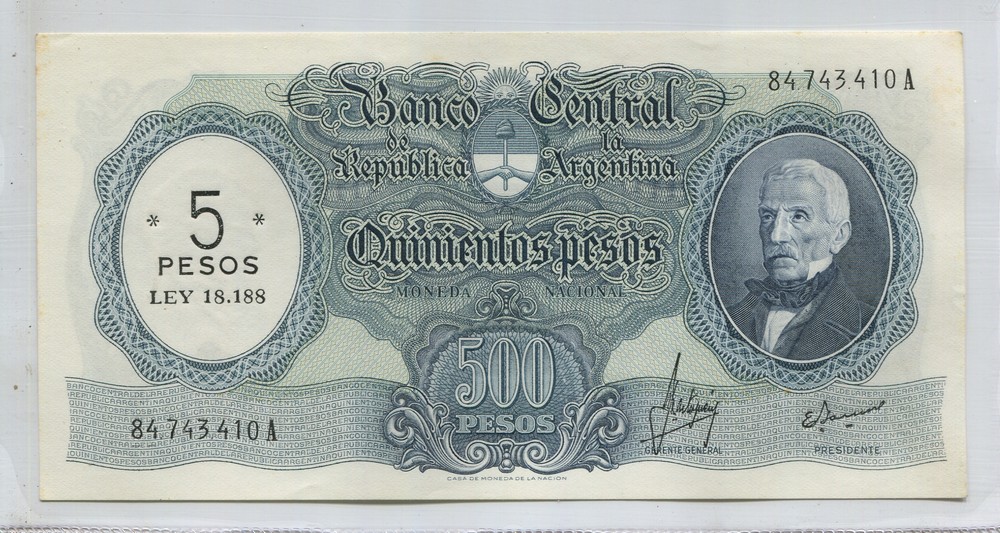 84.743.410 A
Banco Central
de la
República Argentina
* 5 *
PESOS
LEY 18.188
Quinientos pesos
MONEDA NACIONAL
500
PESOS
84.743.410 A
GERENTE GENERAL
PRESIDENTE
CASA DE MONEDA DE LA NACION